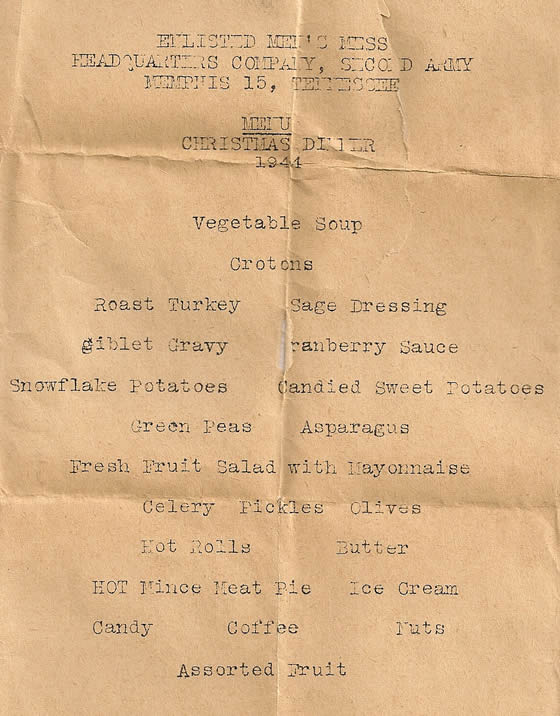 ENLISTED MEN'S MESS
HEADQUARTERS COMPANY, SECOND ARMY
MEMPHIS 15, TENNESSEE
MENU
CHRISTMAS DINNER
1944
Vegetable Soup
Crotons
Roast Turkey Sage Dressing
giblet Gravy ranberry Sauce
Snowflake Potatoes Candied Sweet Potatoes
Green Peas Asparagus
Fresh Fruit Salad with Mayonnaise
Celery Pickles Olives
Hot Rolls Butter
HOT Mince Meat Pie Ice Cream
Candy Coffee Nuts
Assorted Fruit